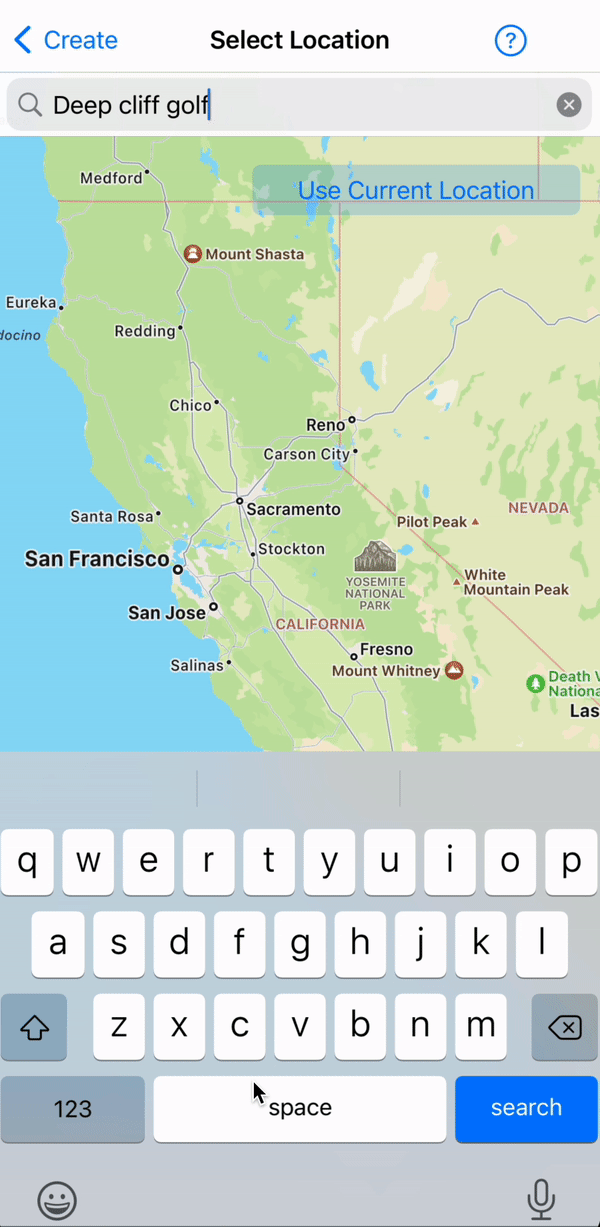 Create
Select Location
?
Deep cliff golf
Use Current Location
Medford
Mount Shasta
Eureka
docino
Redding
Chico
Reno
Carson City
Sacramento
Santa Rosa
Pilot Peak
NEVADA
San Francisco
Stockton
YOSEMITE
NATIONAL
PARK
White
Mountain Peak
San Jose
CALIFORNIA
Fresno
Salinas
Mount Whitney
Death V
Nationa
Las
q w e r t y u i o p
a s d f g h j k l
z x c v b n m
123
space
search